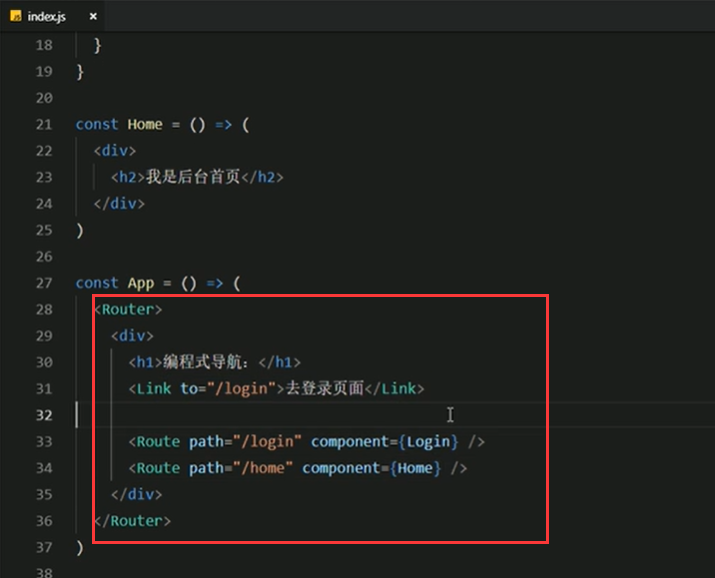 JS index.js ×
18 }
19 }
20
21 const Home = () => (
22 <div>
23 <h2>我是后台首页</h2>
24 </div>
25 )
26
27 const App = () => (
28 <Router>
29 <div>
30 <h1>编程式导航：</h1>
31 <Link to="/login">去登录页面</Link>
32
33 <Route path="/login" component={Login} />
34 <Route path="/home" component={Home} />
35 </div>
36 </Router>
37 )
38